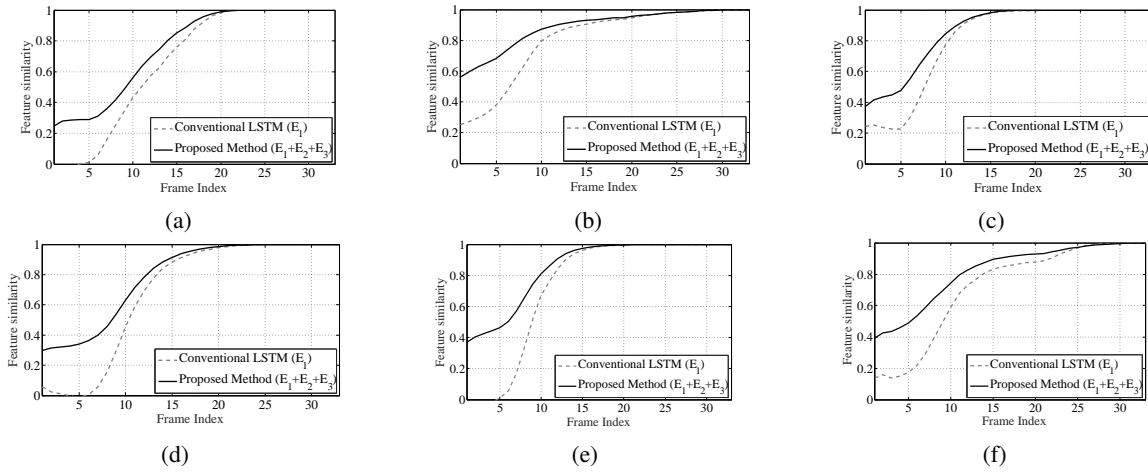 1
0.8
0.6
0.4
0.2
0
Feature similarity
Conventional LSTM (E1)
Proposed Method (E1+E2+E3)
5 10 15 20 25 30
Frame Index
(a)
1
0.8
0.6
0.4
0.2
0
Feature similarity
Conventional LSTM (E1)
Proposed Method (E1+E2+E3)
5 10 15 20 25 30
Frame Index
(b)
1
0.8
0.6
0.4
0.2
0
Feature similarity
Conventional LSTM (E1)
Proposed Method (E1+E2+E3)
5 10 15 20 25 30
Frame Index
(c)
1
0.8
0.6
0.4
0.2
0
Feature similarity
Conventional LSTM (E1)
Proposed Method (E1+E2+E3)
5 10 15 20 25 30
Frame Index
(d)
1
0.8
0.6
0.4
0.2
0
Feature similarity
Conventional LSTM (E1)
Proposed Method (E1+E2+E3)
5 10 15 20 25 30
Frame Index
(e)
1
0.8
0.6
0.4
0.2
0
Feature similarity
Conventional LSTM (E1)
Proposed Method (E1+E2+E3)
5 10 15 20 25 30
Frame Index
(f)